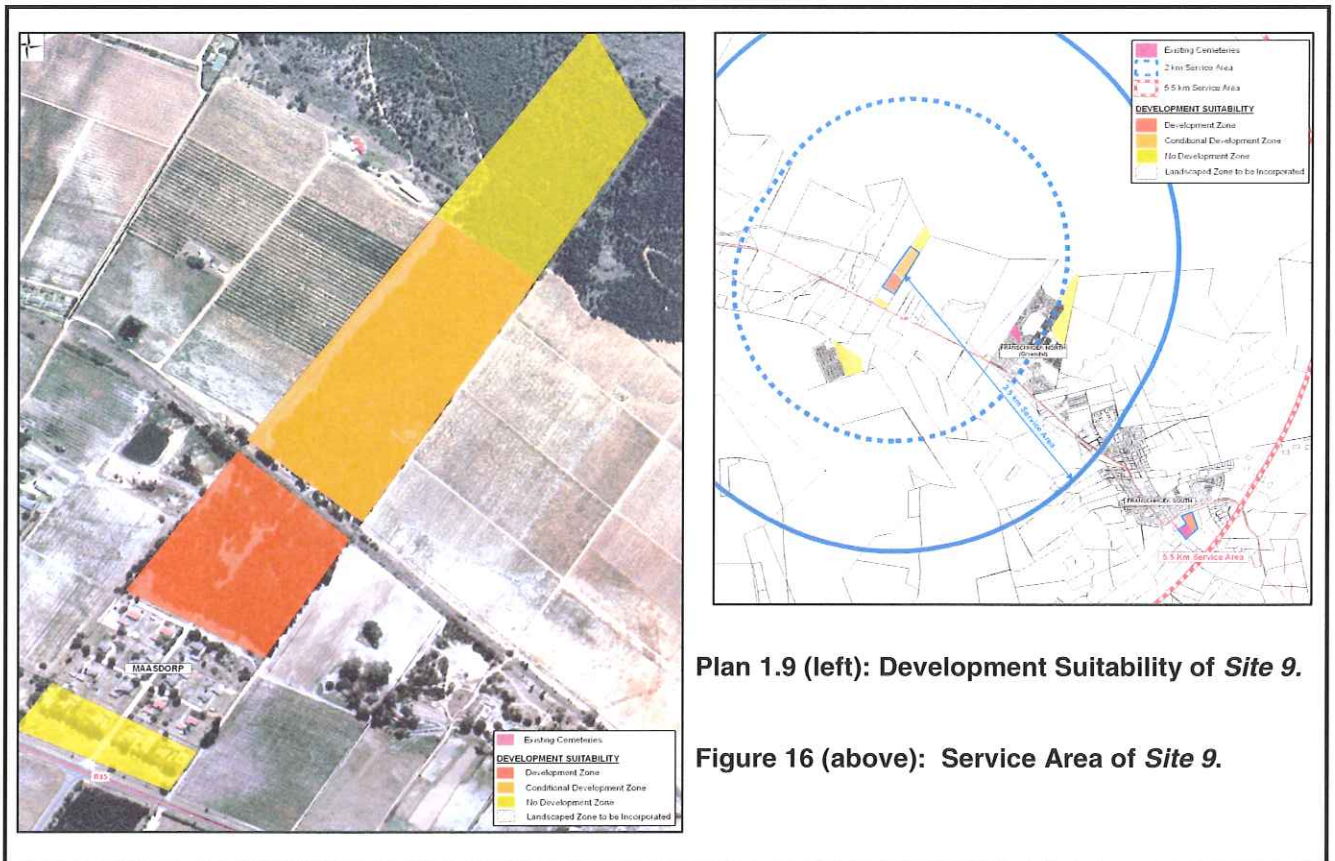 MAASDORP
R45
Existing Cemeteries
DEVELOPMENT SUITABILITY
Development Zone
Conditional Development Zone
No Development Zone
Landscaped Zone to be Incorporated
Existing Cemeteries
2 km Service Area
5.5 km Service Area
DEVELOPMENT SUITABILITY
Development Zone
Conditional Development Zone
No Development Zone
Landscaped Zone to be Incorporated
FRANSCHHOEK NORTH
(Groendal)
km Service Area
FRANSCHHOEK SOUTH
5.5 Km Service Area
Plan 1.9 (left): Development Suitability of Site 9.
Figure 16 (above): Service Area of Site 9.